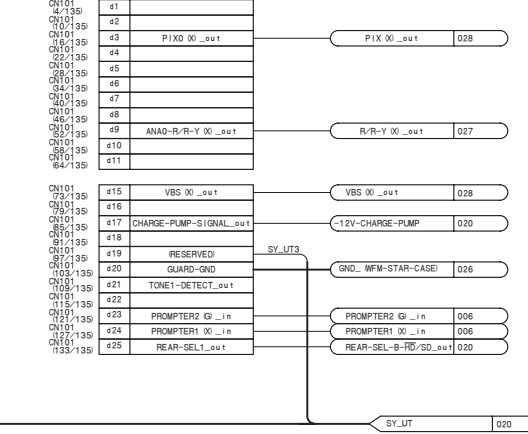 CN101
(4/135) d1
CN101
(10/135) d2
CN101
(16/135) d3 PIX0 (X) _out PIX (X) _out 028
CN101
(22/135) d4
CN101
(28/135) d5
CN101
(34/135) d6
CN101
(40/135) d7
CN101
(46/135) d8
CN101
(52/135) d9 ANA0-R/R-Y (X) _out R/R-Y (X) _out 027
CN101
(58/135) d10
CN101
(64/135) d11
CN101
(73/135) d15 VBS (X) _out VBS (X) _out 028
CN101
(79/135) d16
CN101
(85/135) d17 CHARGE-PUMP-SIGNAL_out -12V-CHARGE-PUMP 020
CN101
(91/135) d18
CN101
(97/135) d19 (RESERVED) SY_UT3
CN101
(103/135) d20 GUARD-GND GND_ (WFM-STAR-CASE) 026
CN101
(109/135) d21 TONE1-DETECT_out
CN101
(115/135) d22
CN101
(121/135) d23 PROMPTER2 (G) _in PROMPTER2 (G) _in 006
CN101
(127/135) d24 PROMPTER1 (X) _in PROMPTER1 (X) _in 006
CN101
(133/135) d25 REAR-SEL1_out REAR-SEL-B-HD/SD_out 020
SY_UT 020